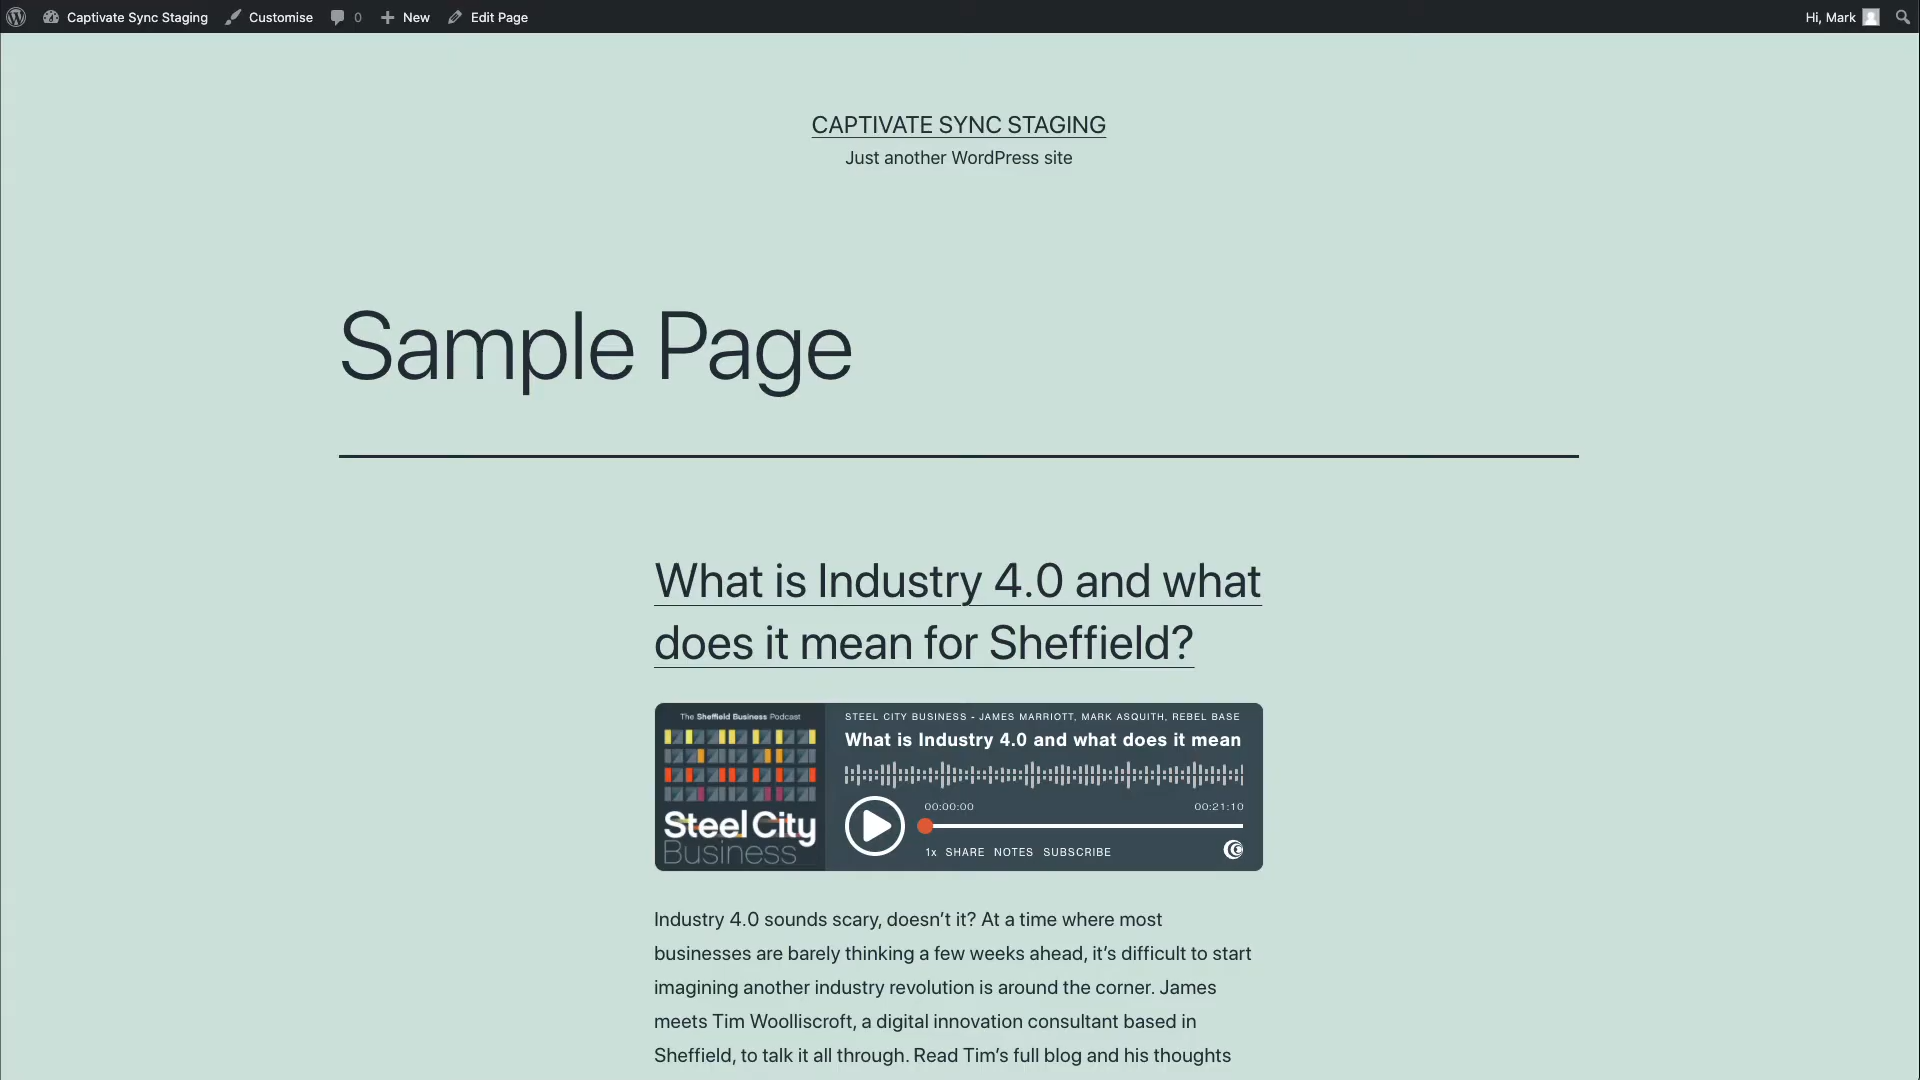 Captivate Sync Staging Customise 0 New Edit Page Hi, Mark
CAPTIVATE SYNC STAGING
Just another WordPress site
Sample Page
What is Industry 4.0 and what
does it mean for Sheffield?
The Sheffield Business Podcast
Steel City
Business
STEEL CITY BUSINESS - JAMES MARRIOTT, MARK ASQUITH, REBEL BASE
What is Industry 4.0 and what does it mean
00:00:00 00:21:10
1x SHARE NOTES SUBSCRIBE
Industry 4.0 sounds scary, doesn’t it? At a time where most
businesses are barely thinking a few weeks ahead, it’s difficult to start
imagining another industry revolution is around the corner. James
meets Tim Woolliscroft, a digital innovation consultant based in
Sheffield, to talk it all through. Read Tim’s full blog and his thoughts